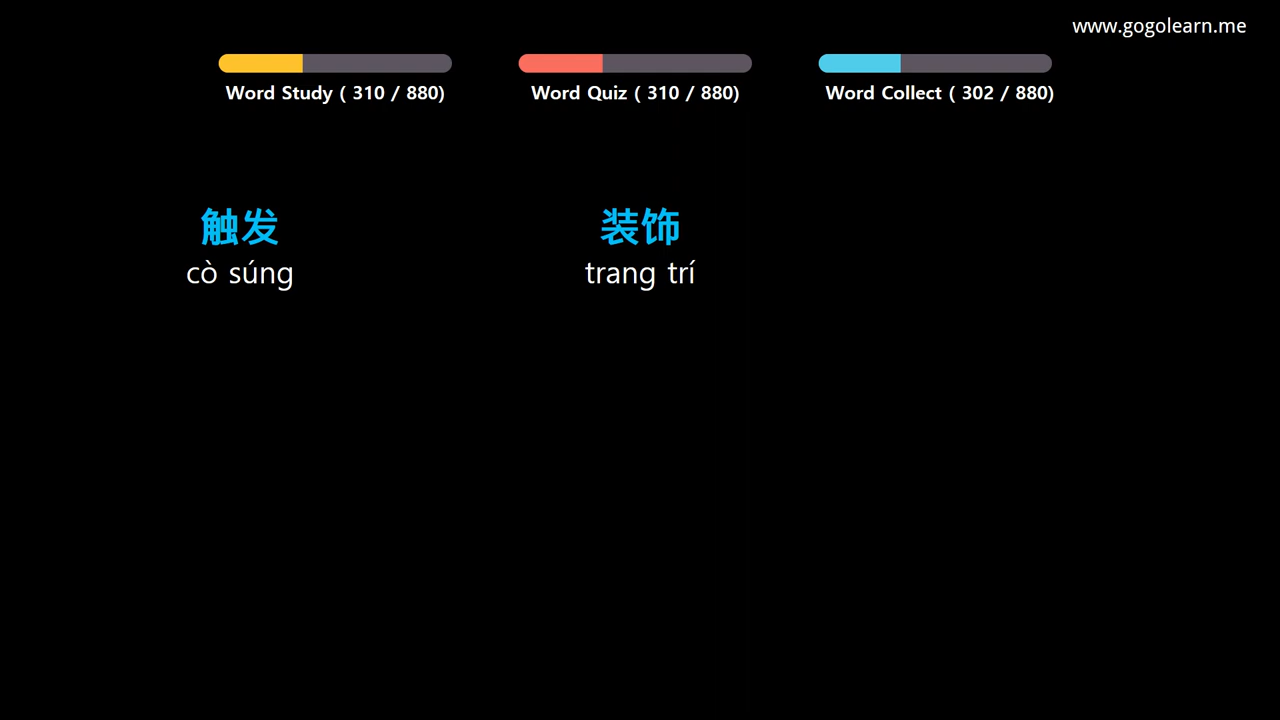 www.gogolearn.me
Word Study ( 310 / 880)
Word Quiz ( 310 / 880)
Word Collect ( 302 / 880)
触发
cò súng
装饰
trang trí